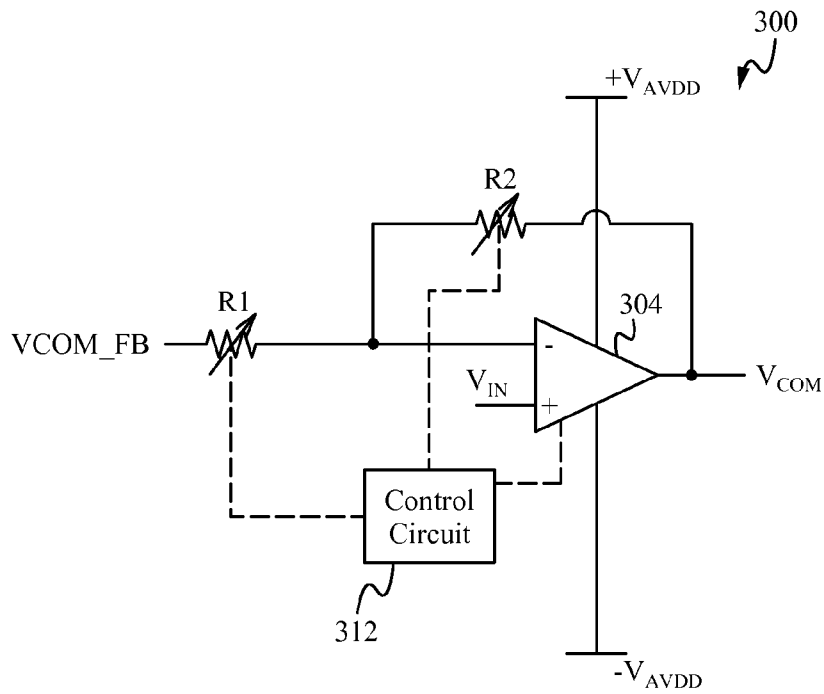 300
+VAVDD
R2
R1
304
VCOM_FB
-
VIN
+
VCOM
Control
Circuit
312
-VAVDD